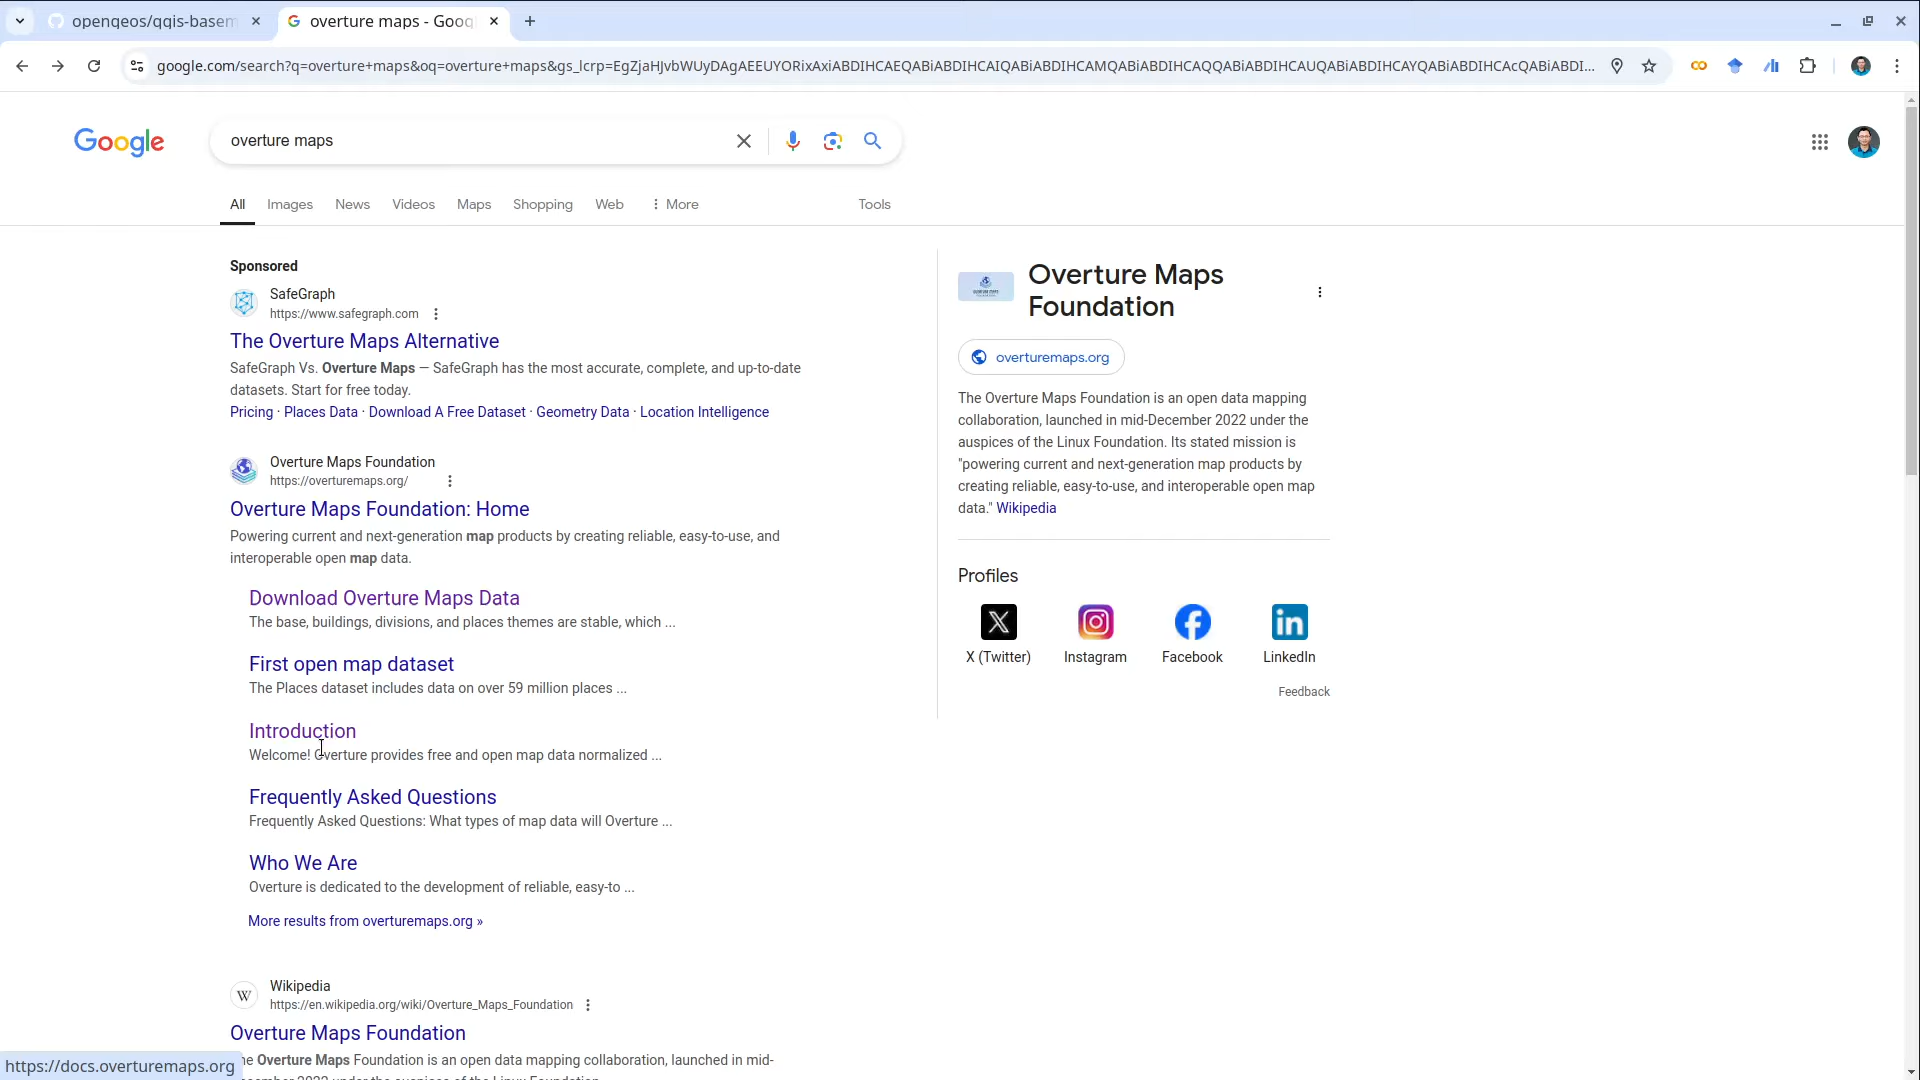 opengeos/qgis-basem
overture maps - Goog
google.com/search?q=overture+maps&oq=overture+maps&gs_lcrp=EgZjaHJvbWUyDAgAEEUYORixAxiABDIHCAEQABiABDIHCAIQABiABDIHCAMQABiABDIHCAQQABiABDIHCAUQABiABDIHCAYQABiABDIHCAcQABiABDI...
Google
overture maps
All
Images
News
Videos
Maps
Shopping
Web
More
Tools
Sponsored
SafeGraph
https://www.safegraph.com
The Overture Maps Alternative
SafeGraph Vs. Overture Maps — SafeGraph has the most accurate, complete, and up-to-date
datasets. Start for free today.
Pricing · Places Data · Download A Free Dataset · Geometry Data · Location Intelligence
Overture Maps Foundation
https://overturemaps.org/
Overture Maps Foundation: Home
Powering current and next-generation map products by creating reliable, easy-to-use, and
interoperable open map data.
Download Overture Maps Data
The base, buildings, divisions, and places themes are stable, which ...
First open map dataset
The Places dataset includes data on over 59 million places ...
Introduction
Welcome! Overture provides free and open map data normalized ...
Frequently Asked Questions
Frequently Asked Questions: What types of map data will Overture ...
Who We Are
Overture is dedicated to the development of reliable, easy-to ...
More results from overturemaps.org »
Wikipedia
https://en.wikipedia.org/wiki/Overture_Maps_Foundation
Overture Maps Foundation
Overture Maps Foundation is an open data mapping collaboration, launched in mid-
https://docs.overturemaps.org
Overture Maps
Foundation
overturemaps.org
The Overture Maps Foundation is an open data mapping
collaboration, launched in mid-December 2022 under the
auspices of the Linux Foundation. Its stated mission is
"powering current and next-generation map products by
creating reliable, easy-to-use, and interoperable open map
data." Wikipedia
Profiles
X (Twitter)
Instagram
Facebook
LinkedIn
Feedback